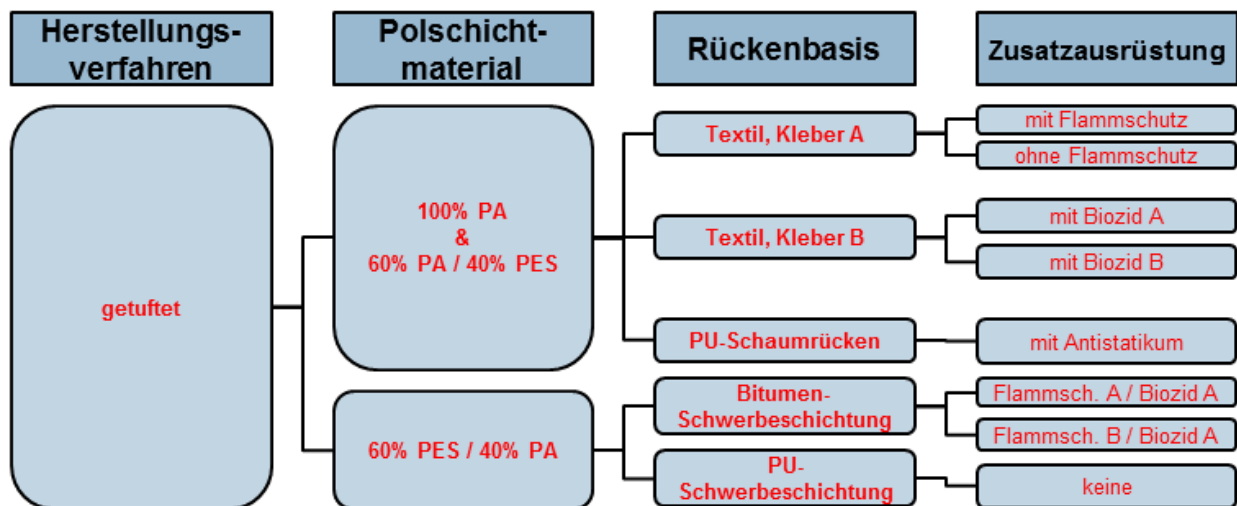 Herstellungs-
verfahren
Polschicht-
material
Rückenbasis
Zusatzausrüstung
getuftet
100% PA
&
60% PA / 40% PES
60% PES / 40% PA
Textil, Kleber A
Textil, Kleber B
PU-Schaumrücken
Bitumen-
Schwerbeschichtung
PU-
Schwerbeschichtung
mit Flammschutz
ohne Flammschutz
mit Biozid A
mit Biozid B
mit Antistatikum
Flammsch. A / Biozid A
Flammsch. B / Biozid A
keine